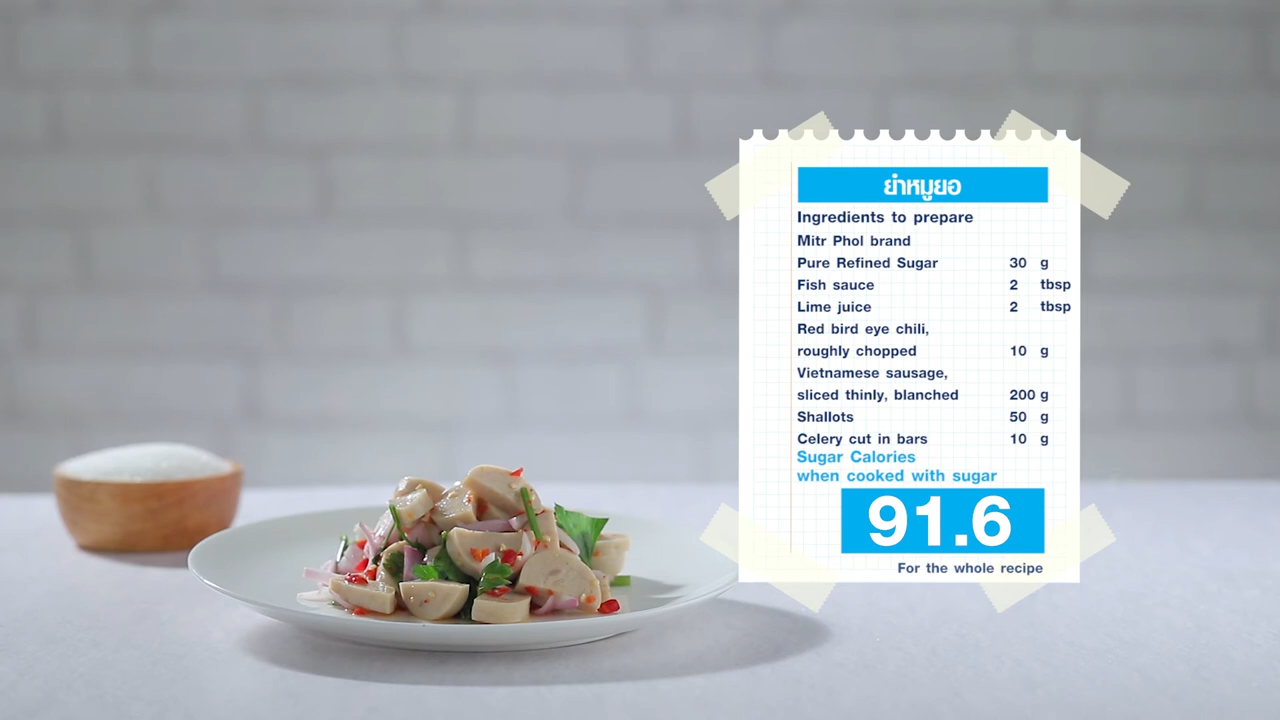 ยำหมูยอ
Ingredients to prepare
Mitr Phol brand
Pure Refined Sugar 30 g
Fish sauce 2 tbsp
Lime juice 2 tbsp
Red bird eye chili,
roughly chopped 10 g
Vietnamese sausage,
sliced thinly, blanched 200 g
Shallots 50 g
Celery cut in bars 10 g
Sugar Calories
when cooked with sugar
91.6
For the whole recipe